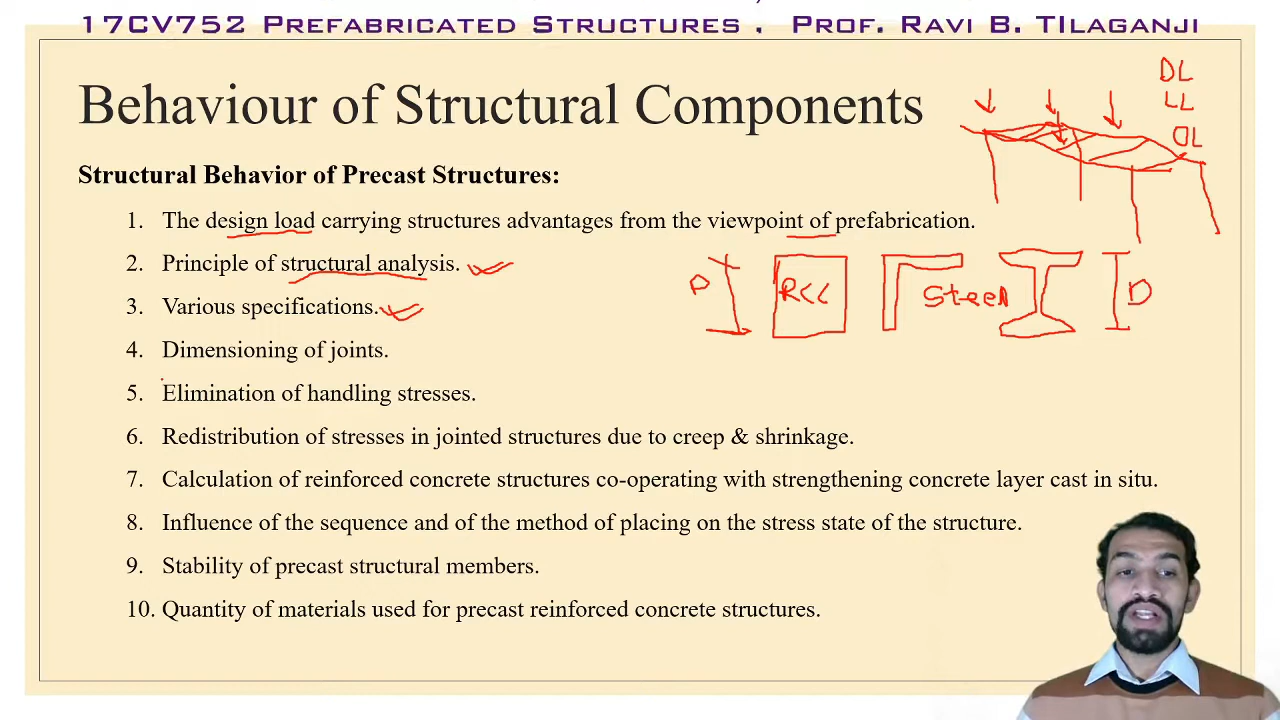 17CV752 PREFABRICATED STRUCTURES , PROF. RAVI B. TILAGANJI
Behaviour of Structural Components
DL
LL
Structural Behavior of Precast Structures:
1. The design load carrying structures advantages from the viewpoint of prefabrication.
2. Principle of structural analysis.
RCC
Steel
D
3. Various specifications.
4. Dimensioning of joints.
5. Elimination of handling stresses.
6. Redistribution of stresses in jointed structures due to creep & shrinkage.
7. Calculation of reinforced concrete structures co-operating with strengthening concrete layer cast in situ.
8. Influence of the sequence and of the method of placing on the stress state of the structure.
9. Stability of precast structural members.
10. Quantity of materials used for precast reinforced concrete structures.